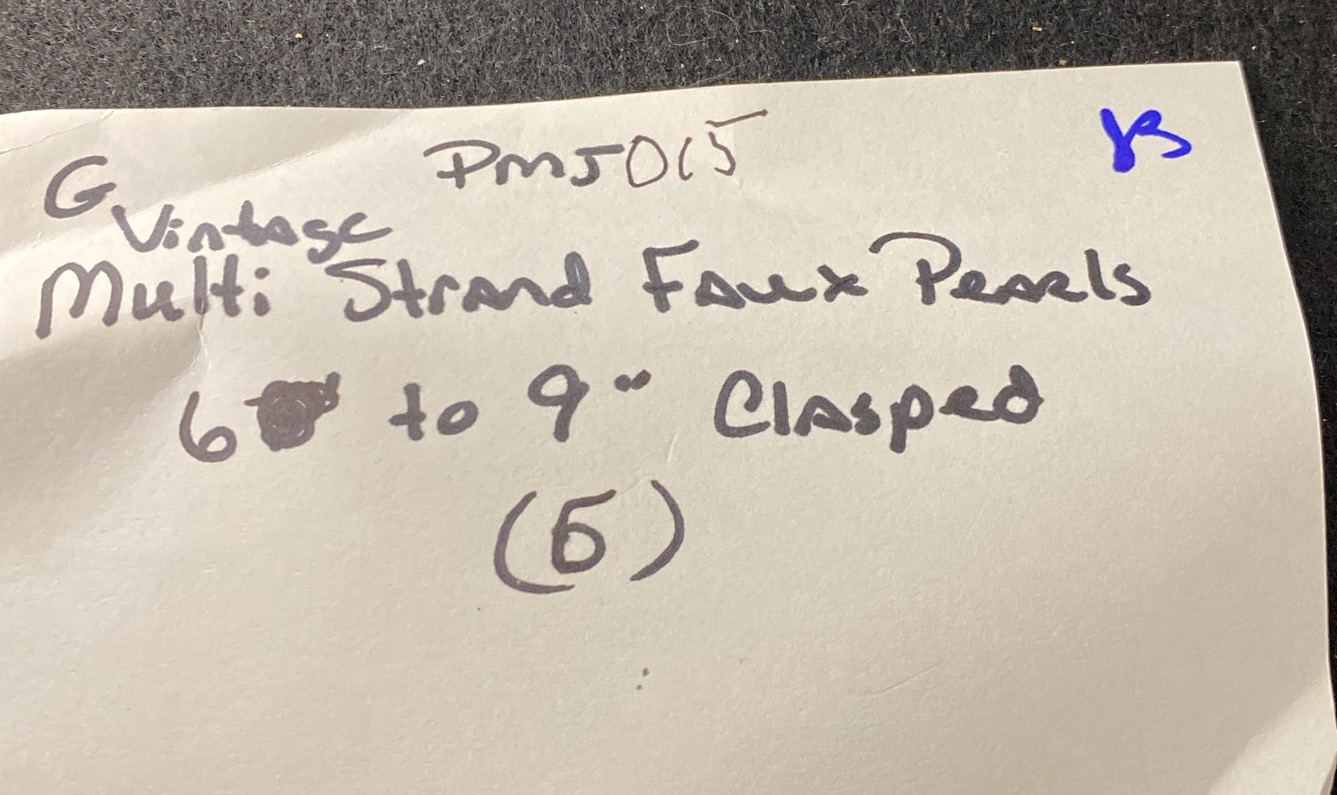 G PMJ015
Vintage
Multi Strand Faux Pearls
6 to 9" Clasped
(5)